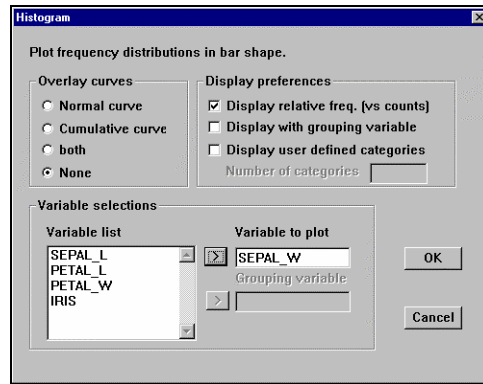 Histogram
Plot frequency distributions in bar shape.
Overlay curves
Normal curve
Cumulative curve
both
None
Display preferences
Display relative freq. (vs counts)
Display with grouping variable
Display user defined categories
Number of categories
Variable selections
Variable list
SEPAL_L
PETAL_L
PETAL_W
IRIS
Variable to plot
SEPAL_W
Grouping variable
OK
Cancel